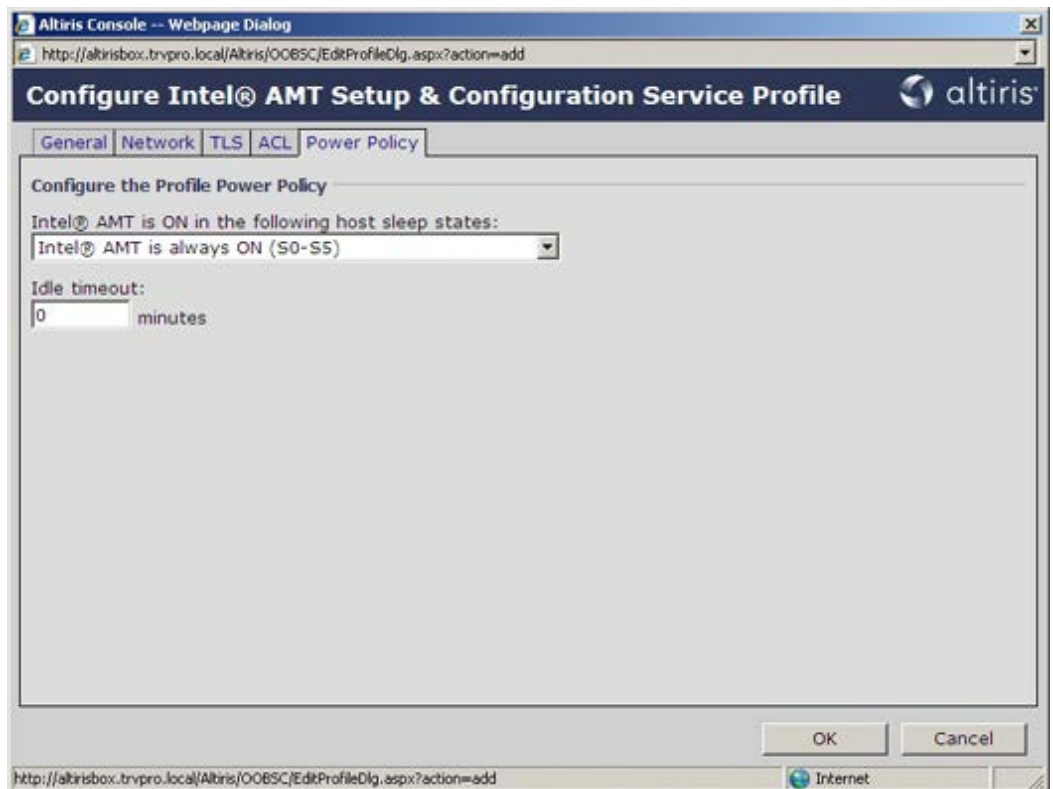 Altiris Console -- Webpage Dialog
http://altirisbox.trvpro.local/Altiris/OOBSC/EditProfileDlg.aspx?action=add
Configure Intel® AMT Setup & Configuration Service Profile altiris
General Network TLS ACL Power Policy
Configure the Profile Power Policy
Intel® AMT is ON in the following host sleep states:
Intel® AMT is always ON (S0-S5)
Idle timeout:
0 minutes
OK Cancel
http://altirisbox.trvpro.local/Altiris/OOBSC/EditProfileDlg.aspx?action=add Internet